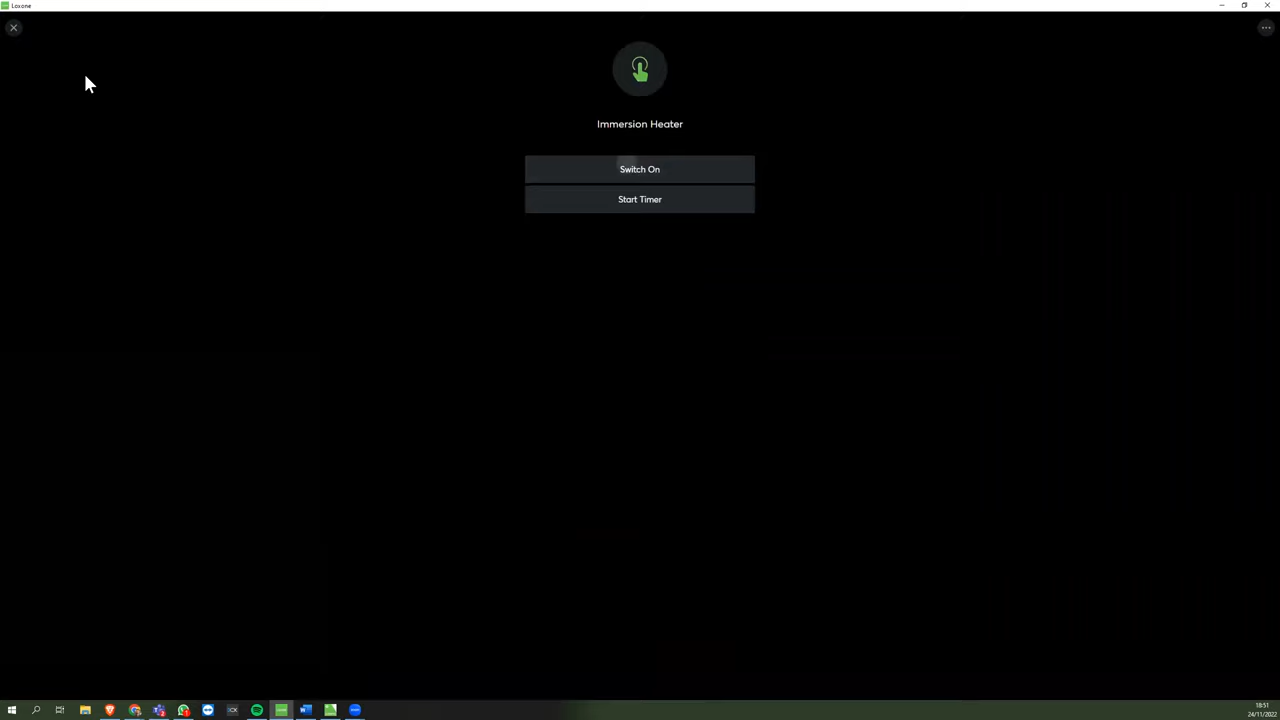 Loxone
Immersion Heater
Switch On
Start Timer
18:51
24/11/2022